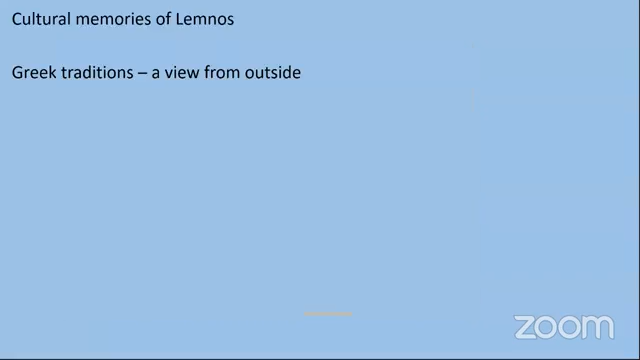 Cultural memories of Lemnos
Greek traditions – a view from outside
zoom